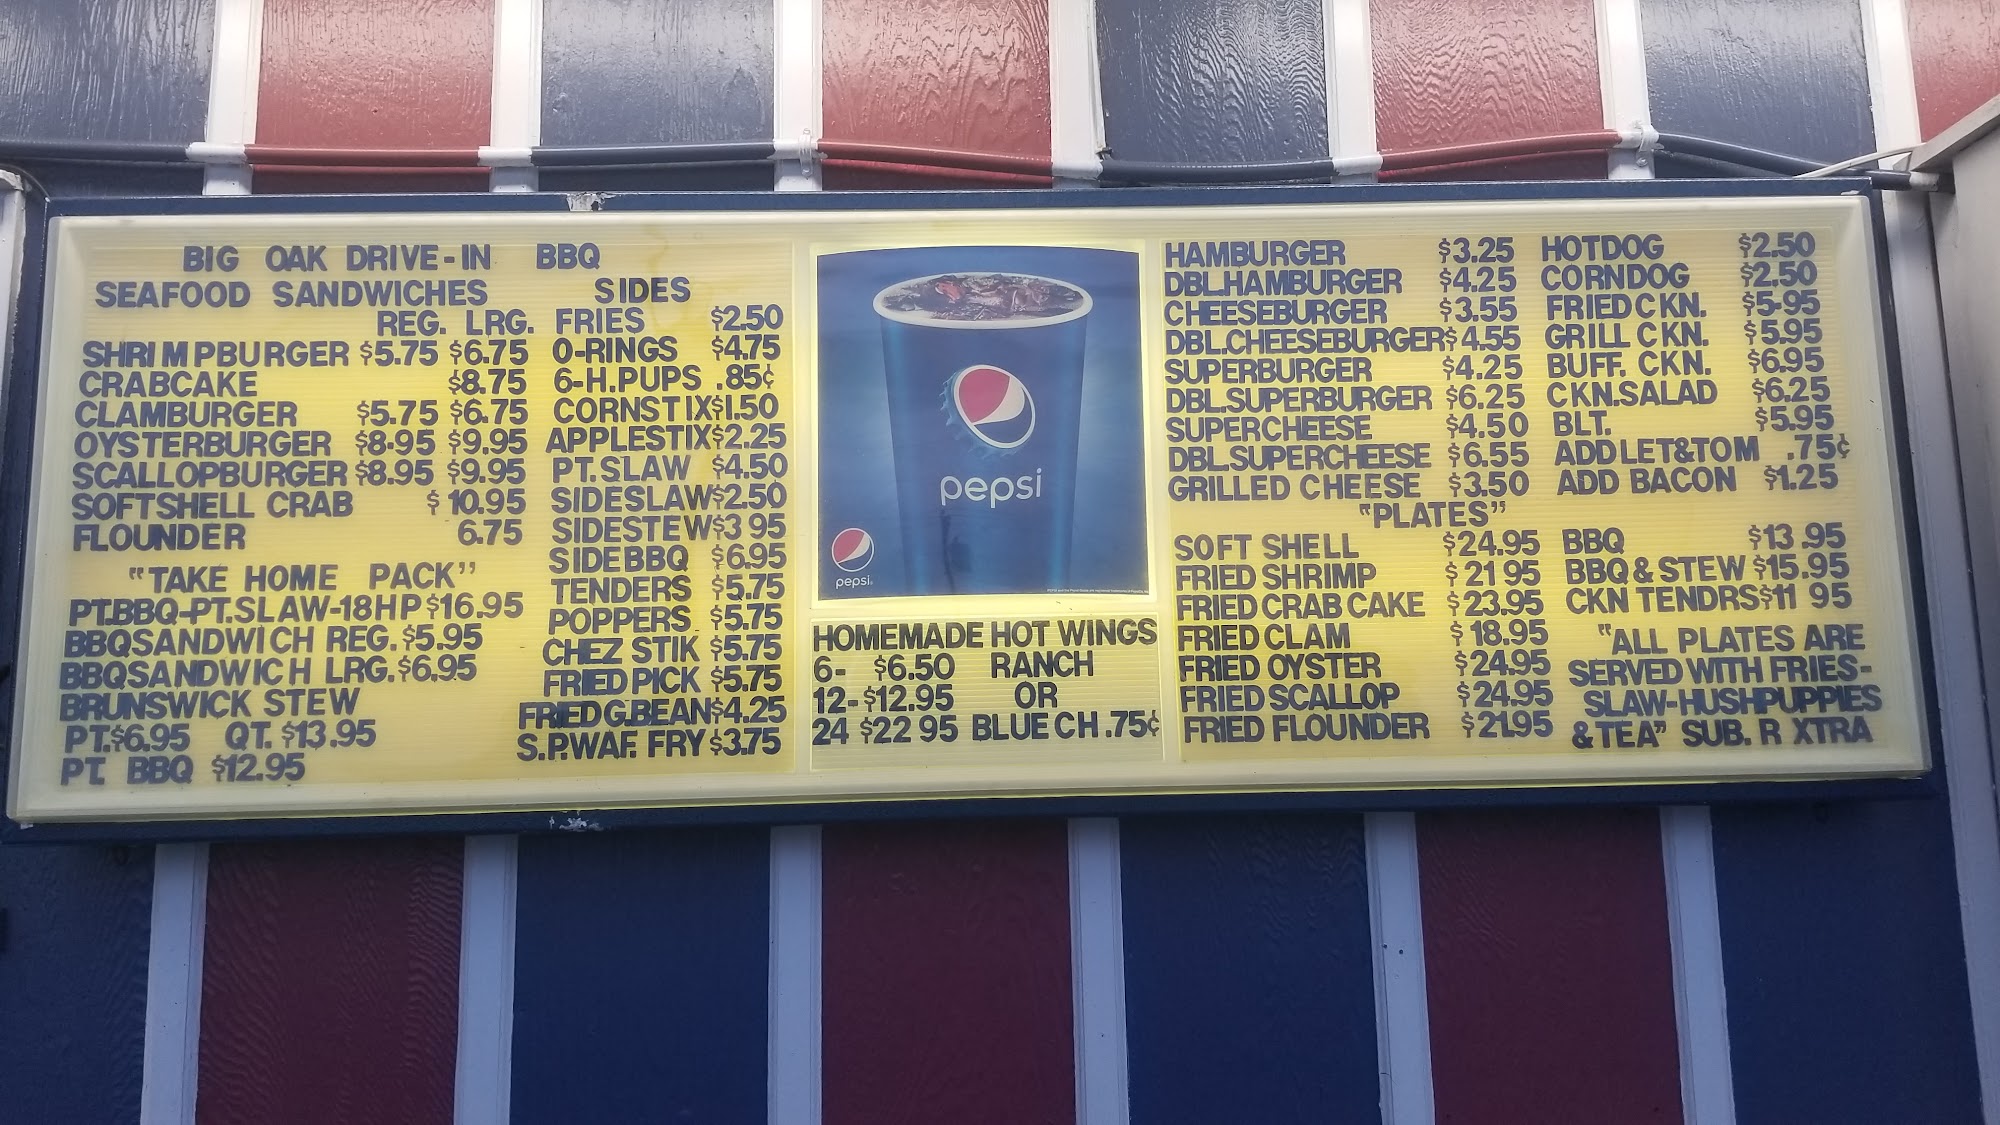 BIG OAK DRIVE-IN BBQ
SEAFOOD SANDWICHES
REG. LRG.
SHRIMPBURGER $5.75 $6.75
CRABCAKE $8.75
CLAMBURGER $5.75 $6.75
OYSTERBURGER $8.95 $9.95
SCALLOPBURGER $8.95 $9.95
SOFTSHELL CRAB $10.95
FLOUNDER 6.75
"TAKE HOME PACK"
PT.BBQ-PT.SLAW-18HP $16.95
BBQSANDWICH REG. $5.95
BBQSANDWICH LRG. $6.95
BRUNSWICK STEW
PT. $6.95 QT. $13.95
PT. BBQ $12.95
SIDES
FRIES $2.50
O-RINGS $4.75
6-H.PUPS .85¢
CORNSTIX $1.50
APPLESTIX $2.25
PT.SLAW $4.50
SIDESLAW $2.50
SIDESTEW $3 95
SIDEBBQ $6.95
TENDERS $5.75
POPPERS $5.75
CHEZ STIK $5.75
FRIED PICK $5.75
FRIED G.BEAN $4.25
S.P.WAF. FRY $3.75
pepsi
pepsi
HOMEMADE HOT WINGS
6- $6.50 RANCH
12- $12.95 OR
24 $22 95 BLUE CH .75¢
HAMBURGER $3.25
DBL.HAMBURGER $4.25
CHEESEBURGER $3.55
DBL.CHEESEBURGER $4.55
SUPERBURGER $4.25
DBL.SUPERBURGER $6.25
SUPERCHEESE $4.50
DBL.SUPERCHEESE $6.55
GRILLED CHEESE $3.50
HOTDOG $2.50
CORNDOG $2.50
FRIED CKN. $5.95
GRILL CKN. $5.95
BUFF. CKN. $6.95
CKN.SALAD $6.25
BLT. $5.95
ADD LET&TOM .75¢
ADD BACON $1.25
"PLATES"
SOFT SHELL $24.95
FRIED SHRIMP $21 95
FRIED CRAB CAKE $23.95
FRIED CLAM $18.95
FRIED OYSTER $24.95
FRIED SCALLOP $24.95
FRIED FLOUNDER $21.95
BBQ $13.95
BBQ & STEW $15.95
CKN TENDRS $11 95
"ALL PLATES ARE
SERVED WITH FRIES-
SLAW-HUSHPUPPIES
& TEA" SUB. R XTRA